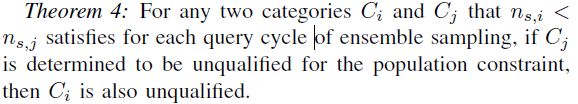 Theorem 4: For any two categories C_i and C_j that n_{s,i} <
n_{s,j} satisfies for each query cycle of ensemble sampling, if C_j
is determined to be unqualified for the population constraint,
then C_i is also unqualified.